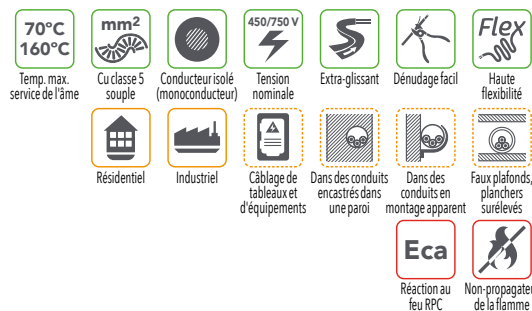 70°C
160°C
mm²
450/750 V
Flex
Temp. max.
service de l'âme
Cu classe 5
souple
Conducteur isolé
(monoconducteur)
Tension
nominale
Extra-glissant
Dénudage facil
Haute
flexibilité
Résidentiel
Industriel
Câblage de
tableaux et
d'équipements
Dans des conduits
encastrés dans
une paroi
Dans des
conduits en
montage apparent
Faux plafonds,
planchers
surélevés
Eca
Réaction au
feu RPC
Non-propagateu
de la flamme